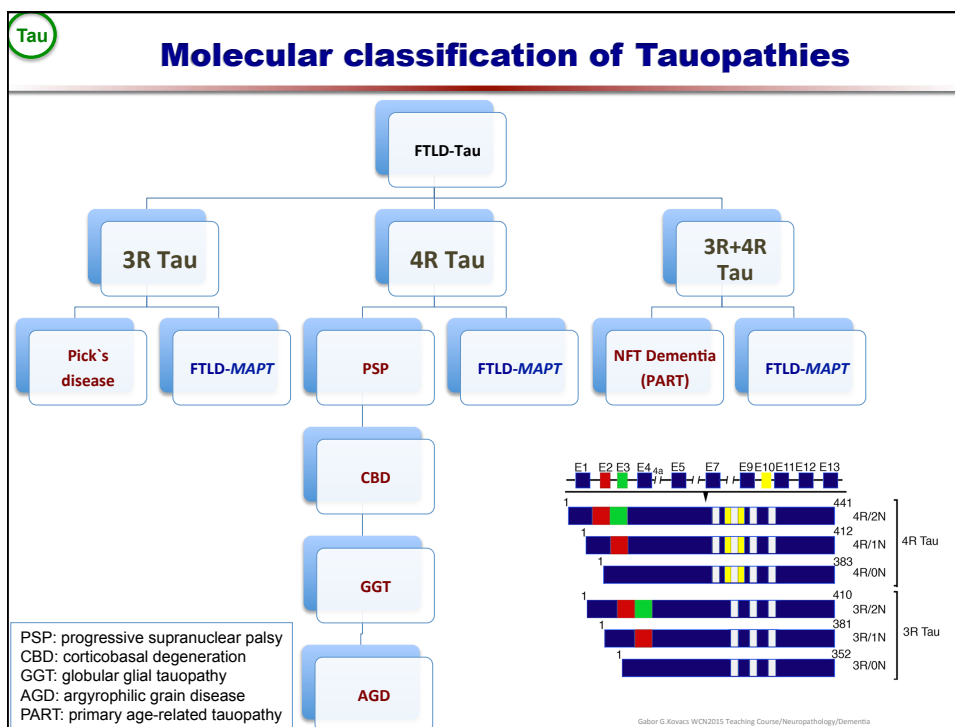 Tau
Molecular classification of Tauopathies
FTLD-Tau
3R Tau
4R Tau
3R+4R
Tau
Pick`s
disease
FTLD-MAPT
PSP
FTLD-MAPT
NFT Dementia
(PART)
FTLD-MAPT
CBD
GGT
AGD
E1 E2 E3 E4 4a E5 E7 E9 E10 E11 E12 E13
1 441
4R/2N
1 412
4R/1N
1 383
4R/0N
4R Tau
1 410
3R/2N
1 381
3R/1N
1 352
3R/0N
3R Tau
PSP: progressive supranuclear palsy
CBD: corticobasal degeneration
GGT: globular glial tauopathy
AGD: argyrophilic grain disease
PART: primary age-related tauopathy
Gabor G.Kovacs WCN2015 Teaching Course/Neuropathology/Dementia